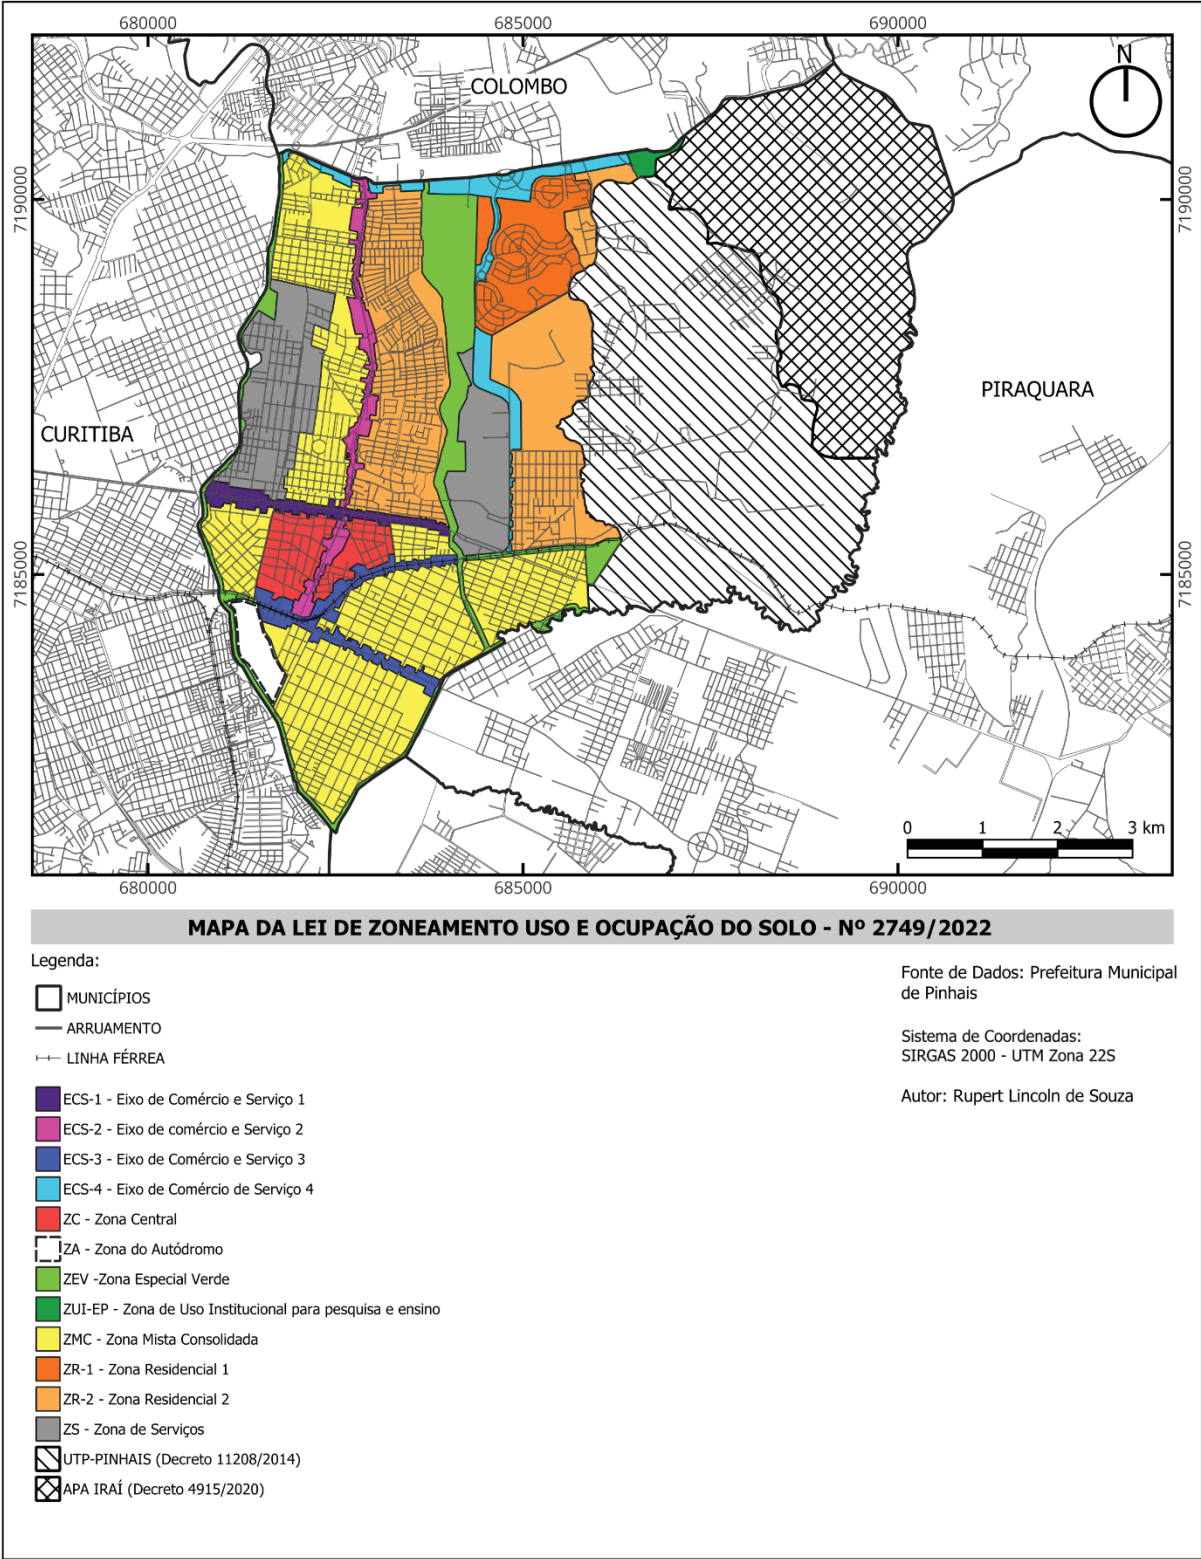 680000 685000 690000
COLOMBO
N
7190000
7190000
PIRAQUARA
CURITIBA
7185000
7185000
0 1 2 3 km
680000 685000 690000
MAPA DA LEI DE ZONEAMENTO USO E OCUPAÇÃO DO SOLO - Nº 2749/2022
Legenda:
MUNICÍPIOS
ARRUAMENTO
LINHA FÉRREA
ECS-1 - Eixo de Comércio e Serviço 1
ECS-2 - Eixo de comércio e Serviço 2
ECS-3 - Eixo de Comércio e Serviço 3
ECS-4 - Eixo de Comércio de Serviço 4
ZC - Zona Central
ZA - Zona do Autódromo
ZEV -Zona Especial Verde
ZUI-EP - Zona de Uso Institucional para pesquisa e ensino
ZMC - Zona Mista Consolidada
ZR-1 - Zona Residencial 1
ZR-2 - Zona Residencial 2
ZS - Zona de Serviços
UTP-PINHAIS (Decreto 11208/2014)
APA IRAÍ (Decreto 4915/2020)
Fonte de Dados: Prefeitura Municipal
de Pinhais
Sistema de Coordenadas:
SIRGAS 2000 - UTM Zona 22S
Autor: Rupert Lincoln de Souza